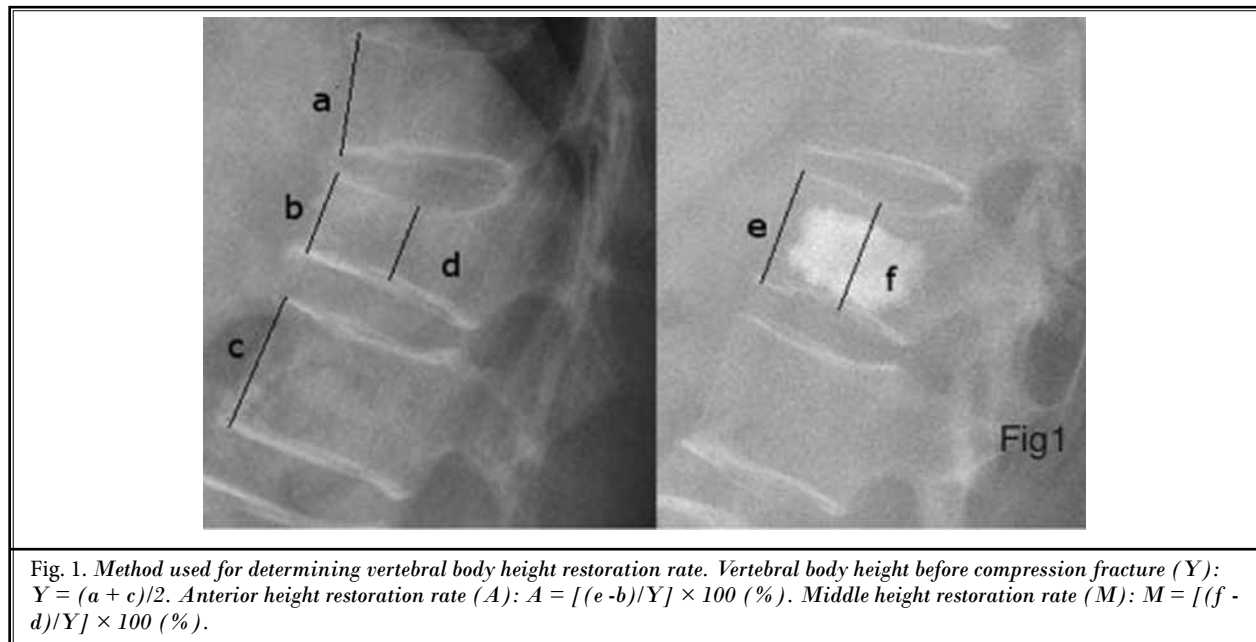 a
b
d
c
e
f
Fig1
Fig. 1. Method used for determining vertebral body height restoration rate. Vertebral body height before compression fracture (Y):
Y = (a + c)/2. Anterior height restoration rate (A): A = [(e -b)/Y] × 100 (%). Middle height restoration rate (M): M = [(f -
d)/Y] × 100 (%).